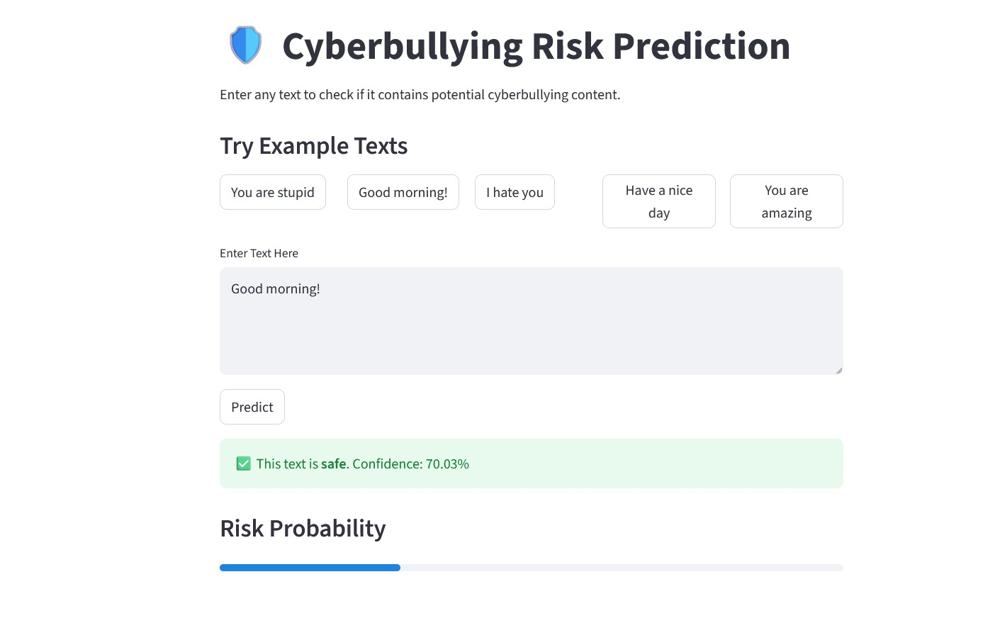 Cyberbullying Risk Prediction
Enter any text to check if it contains potential cyberbullying content.
Try Example Texts
You are stupid
Good morning!
I hate you
Have a nice
day
You are
amazing
Enter Text Here
Good morning!
Predict
This text is safe. Confidence: 70.03%
Risk Probability